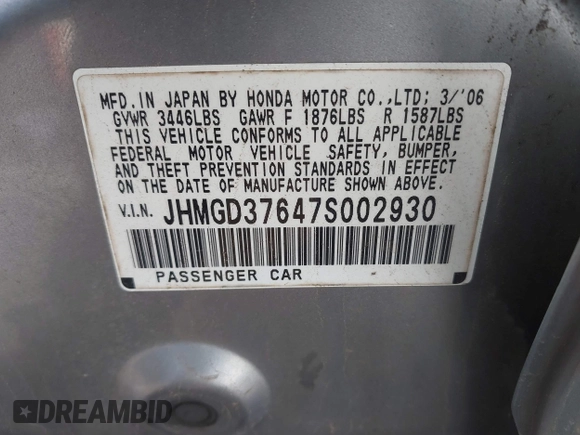 MFD. IN JAPAN BY HONDA MOTOR CO.,LTD; 3/'06
GVWR 3446LBS GAWR F 1876LBS R 1587LBS
THIS VEHICLE CONFORMS TO ALL APPLICABLE
FEDERAL MOTOR VEHICLE SAFETY, BUMPER,
AND THEFT PREVENTION STANDARDS IN EFFECT
ON THE DATE OF MANUFACTURE SHOWN ABOVE.
V.I.N. JHMGD37647S002930
PASSENGER CAR
DREAMBID